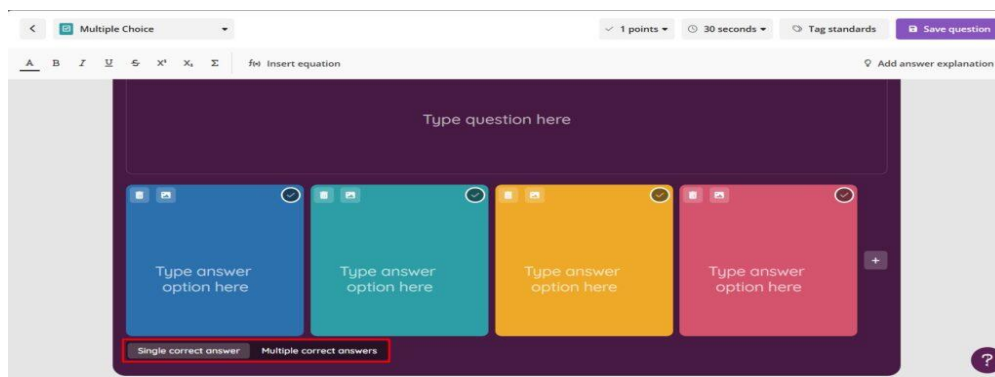 Multiple Choice
1 points
30 seconds
Tag standards
Save question
A B I U S X² X₂ Σ f(x) Insert equation
Add answer explanation
Type question here
Type answer
option here
Type answer
option here
Type answer
option here
Type answer
option here
+
Single correct answer
Multiple correct answers
?